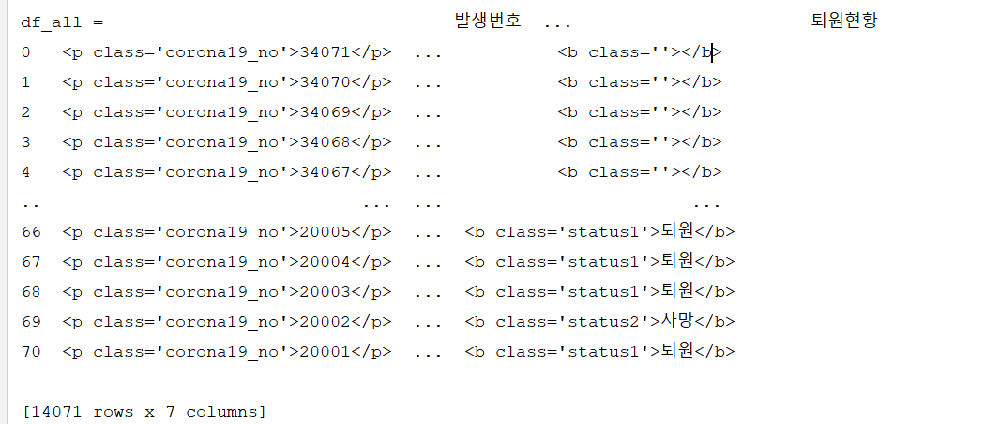 df_all = 발생번호 ... 퇴원현황
0 <p class='corona19_no'>34071</p> ... <b class=''></b>
1 <p class='corona19_no'>34070</p> ... <b class=''></b>
2 <p class='corona19_no'>34069</p> ... <b class=''></b>
3 <p class='corona19_no'>34068</p> ... <b class=''></b>
4 <p class='corona19_no'>34067</p> ... <b class=''></b>
.. ... ... ...
66 <p class='corona19_no'>20005</p> ... <b class='status1'>퇴원</b>
67 <p class='corona19_no'>20004</p> ... <b class='status1'>퇴원</b>
68 <p class='corona19_no'>20003</p> ... <b class='status1'>퇴원</b>
69 <p class='corona19_no'>20002</p> ... <b class='status2'>사망</b>
70 <p class='corona19_no'>20001</p> ... <b class='status1'>퇴원</b>
[14071 rows x 7 columns]